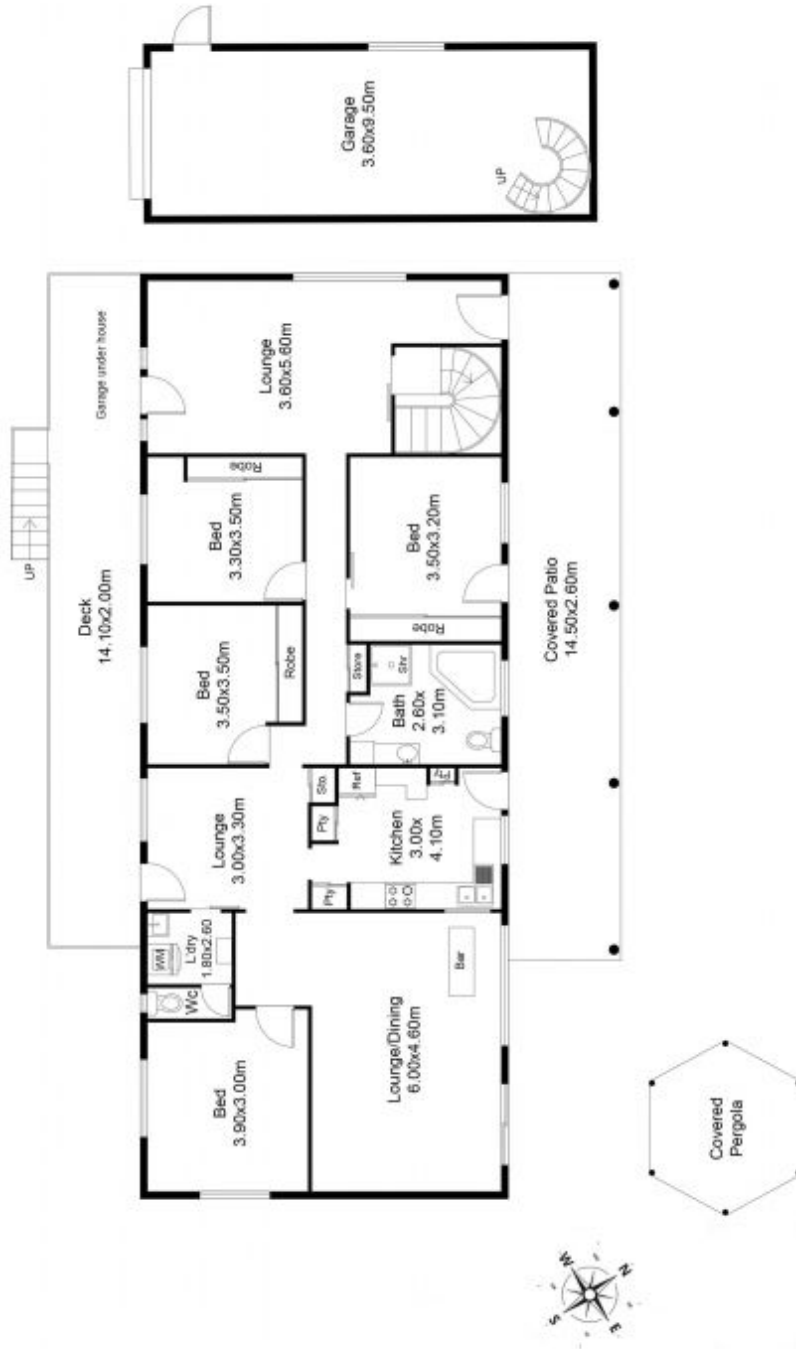 Garage
3.60x9.50m
UP
Garage under house
UP
Deck
14.10x2.00m
Lounge
3.60x5.60m
Bed
3.30x3.50m
Robe
Bed
3.50x3.20m
Robe
Bed
3.50x3.50m
Robe
Store
Shr
Bath
2.60x
3.10m
Covered Patio
14.50x2.60m
Lounge
3.00x3.30m
Sto.
Pty
Pty
Ref
Pty
Kitchen
3.00x
4.10m
WM
L'dry
1.80x2.60
Wc
Bed
3.90x3.00m
Lounge/Dining
6.00x4.60m
Bar
Covered
Pergola
W
N
S
E